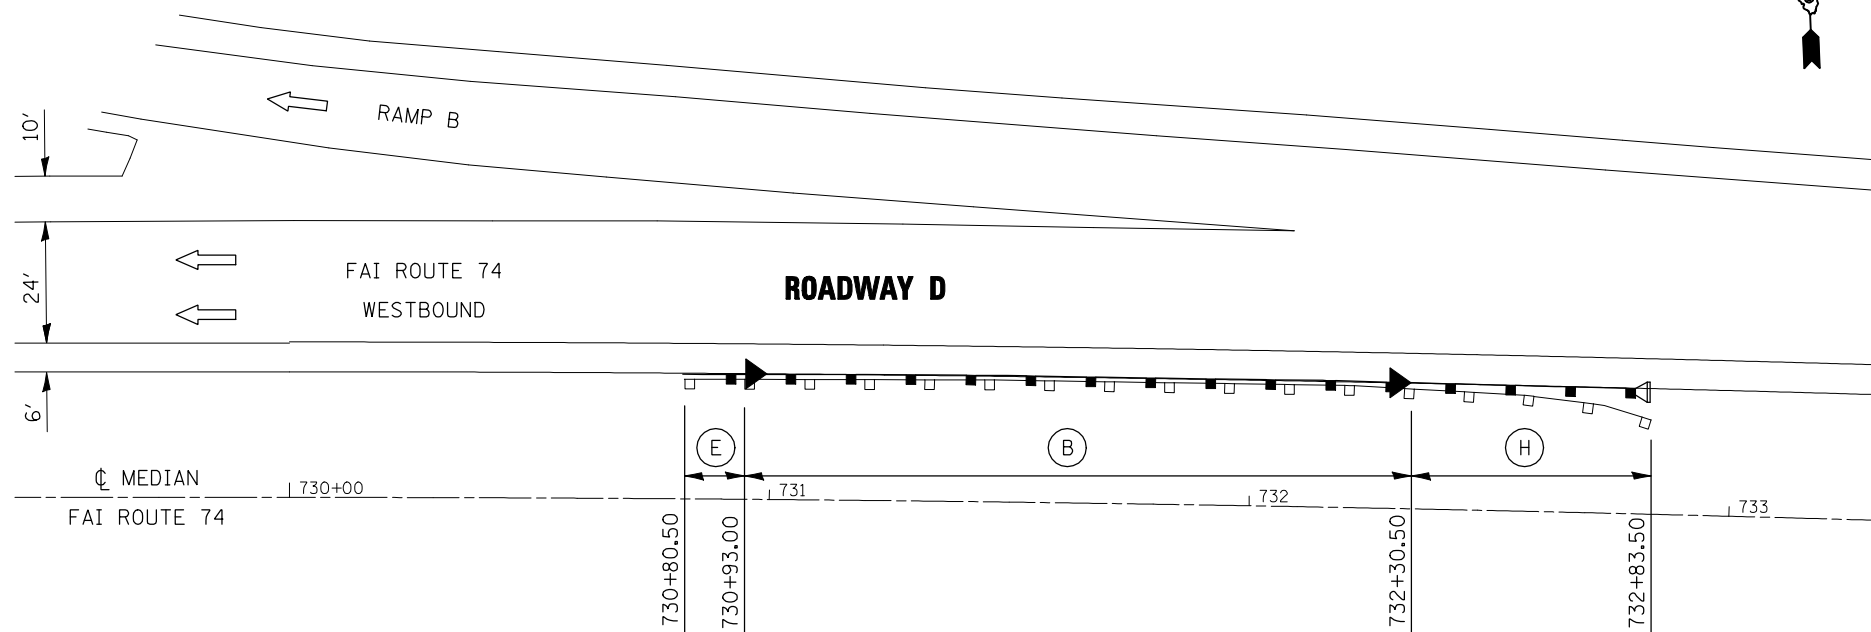 10'
RAMP B
24'
FAI ROUTE 74
WESTBOUND
ROADWAY D
6'
E
B
H
℄ MEDIAN
FAI ROUTE 74
730+00
731
732
733
730+80.50
730+93.00
732+30.50
732+83.50